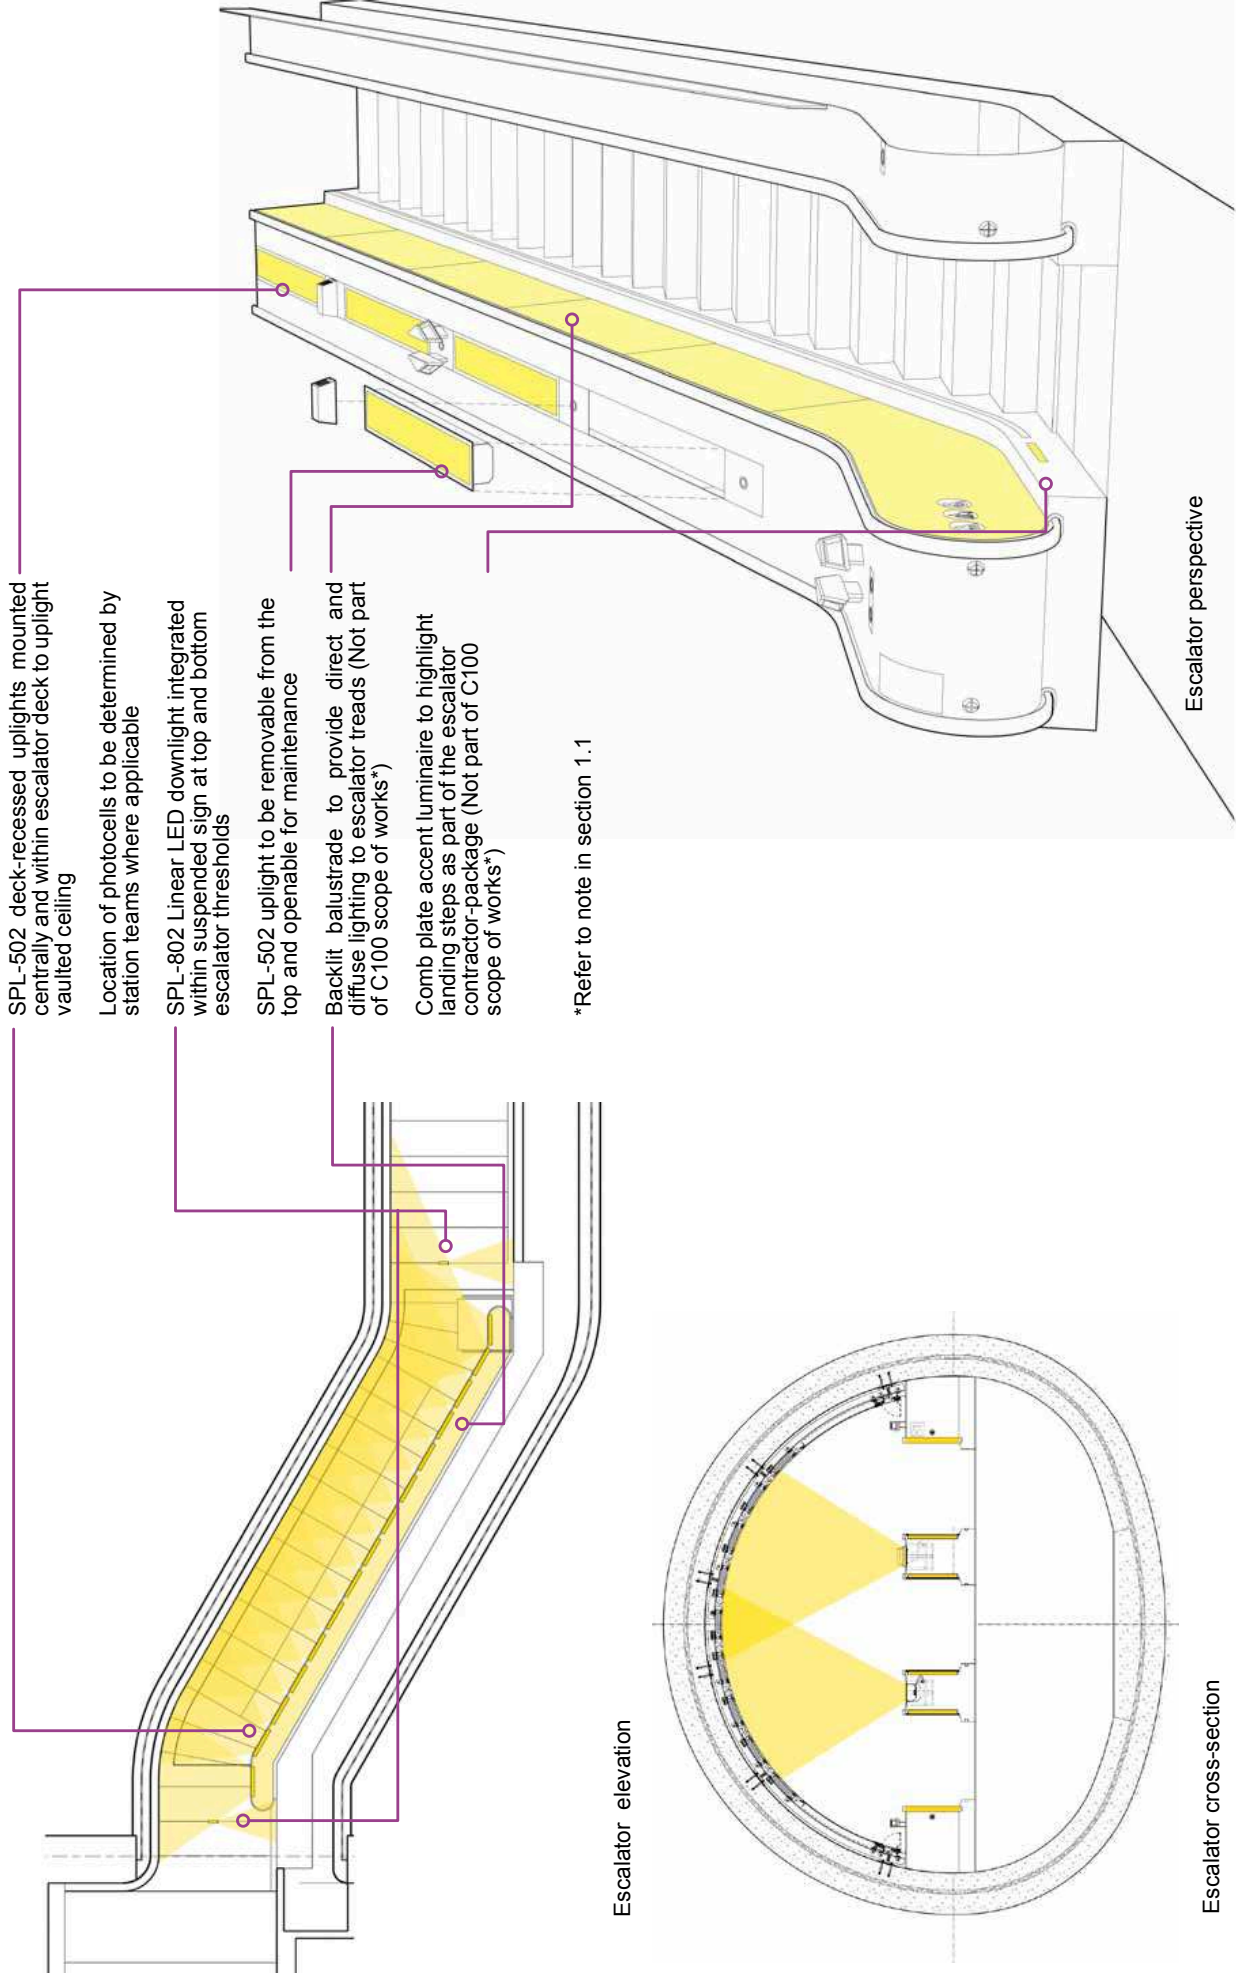 SPL-502 deck-recessed uplights mounted
centrally and within escalator deck to uplight
vaulted ceiling
Location of photocells to be determined by
station teams where applicable
SPL-802 Linear LED downlight integrated
within suspended sign at top and bottom
escalator thresholds
SPL-502 uplight to be removable from the
top and openable for maintenance
Backlit balustrade to provide direct and
diffuse lighting to escalator treads (Not part
of C100 scope of works*)
Comb plate accent luminaire to highlight
landing steps as part of the escalator
contractor-package (Not part of C100
scope of works*)
*Refer to note in section 1.1
Escalator elevation
Escalator cross-section
Escalator perspective